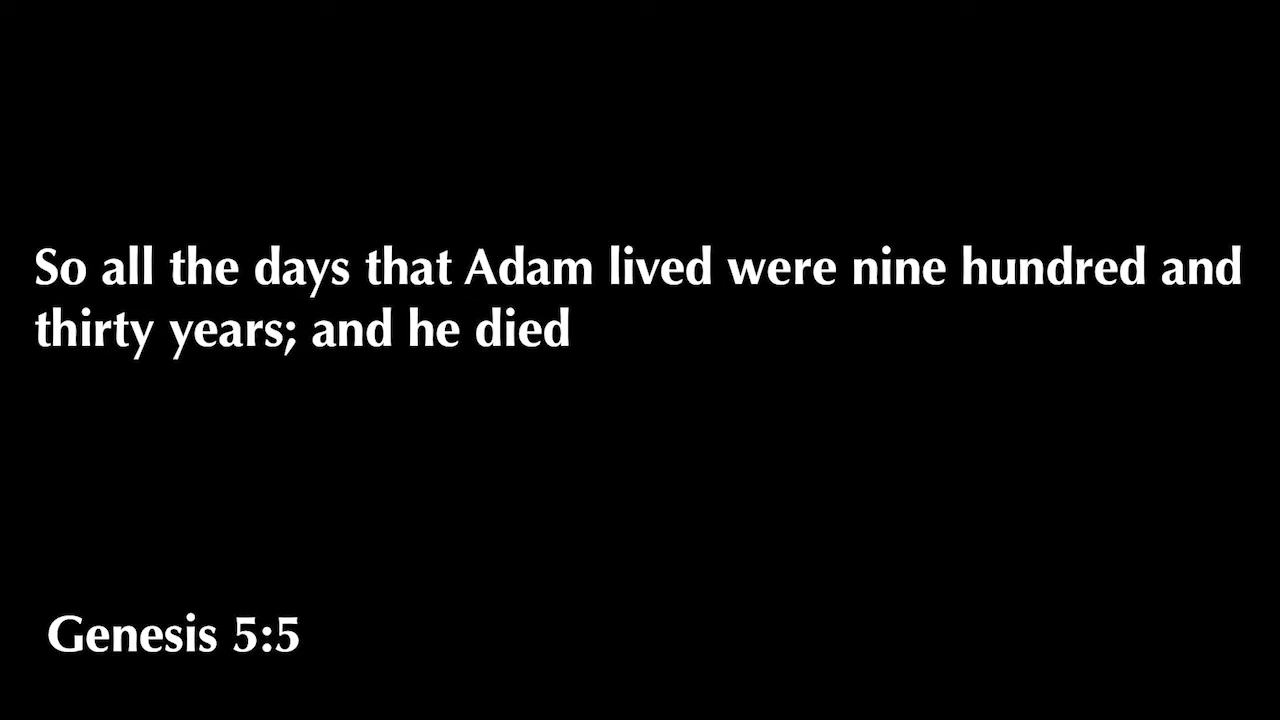 So all the days that Adam lived were nine hundred and
thirty years; and he died
Genesis 5:5